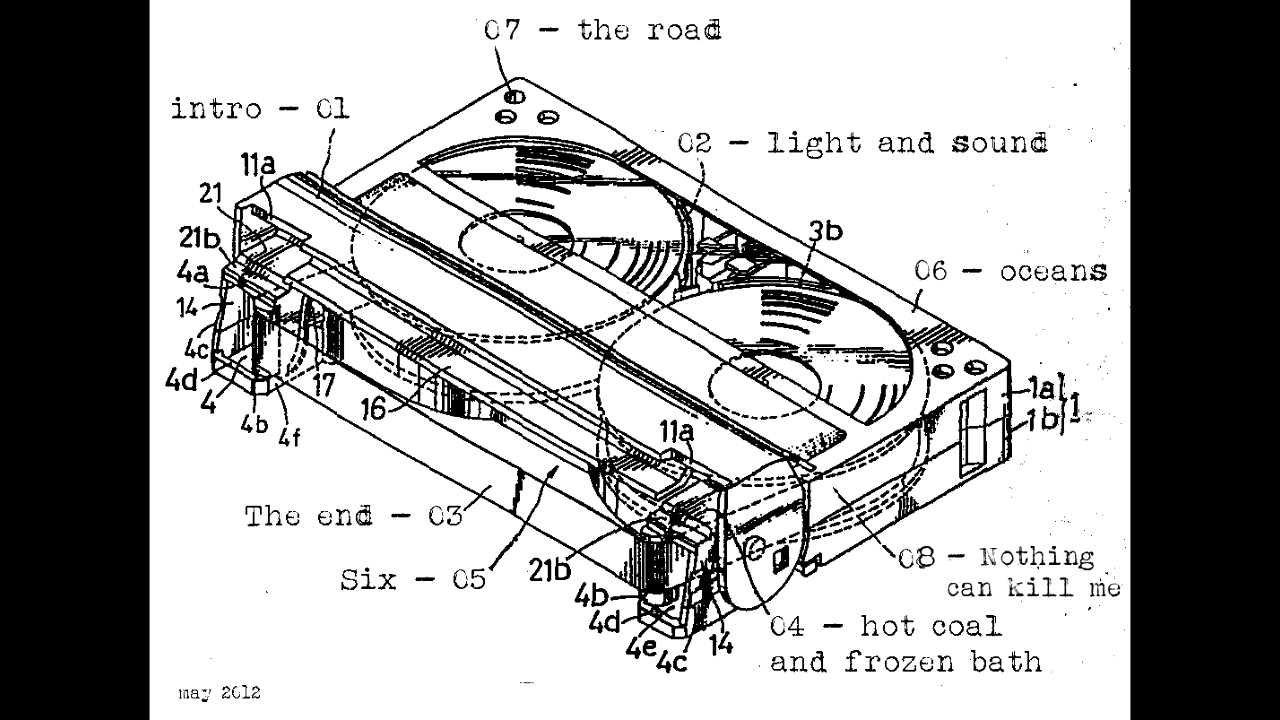 07 - the road
intro - 01
02 - light and sound
11a
21
21b
4a
14
4c
4d
4
4b
4f
17
16
3b
06 - oceans
1a
1b
1
11a
The end - 03
Six - 05
21b
4b
4d
4e
4c
14
08 - Nothing
can kill me
04 - hot coal
and frozen bath
may 2012